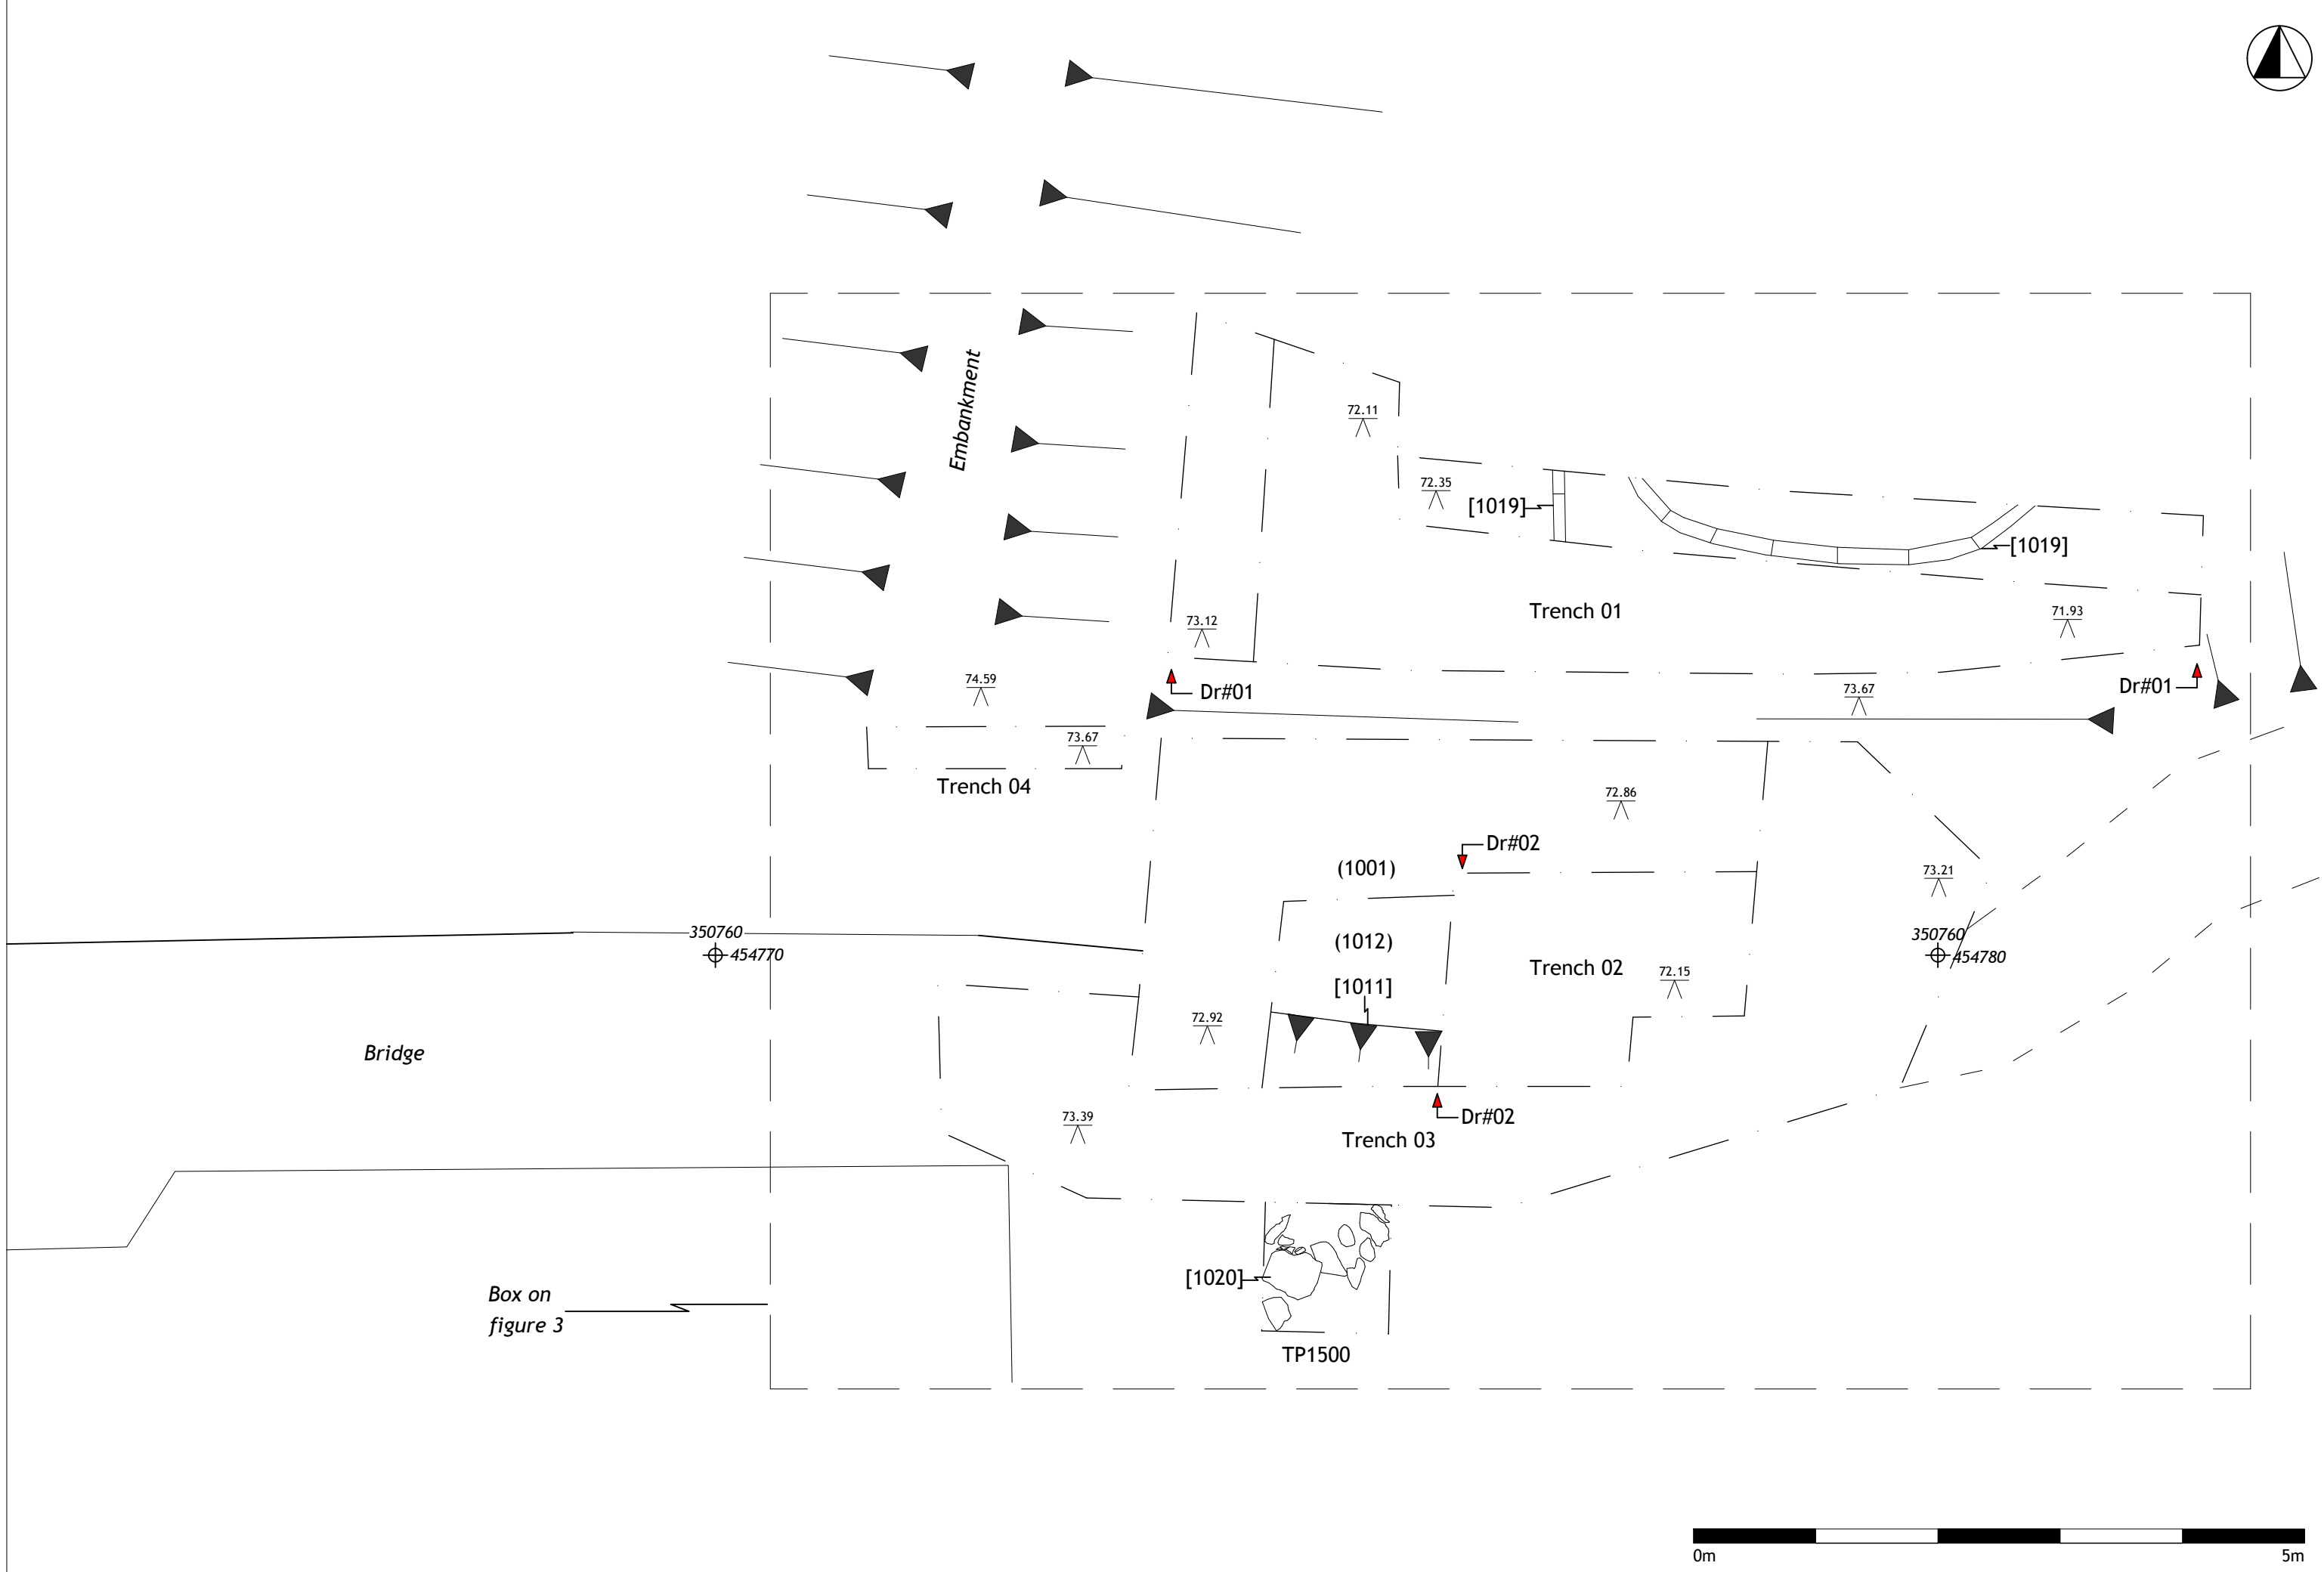 Embankment
72.11
72.35
[1019]
[1019]
Trench 01
71.93
73.12
74.59
Dr#01
Dr#01
73.67
73.67
Trench 04
72.86
Dr#02
(1001)
73.21
350760
454770
(1012)
350760
454780
Trench 02
72.15
[1011]
72.92
Bridge
73.39
Dr#02
Trench 03
[1020]
Box on
figure 3
TP1500
0m
5m